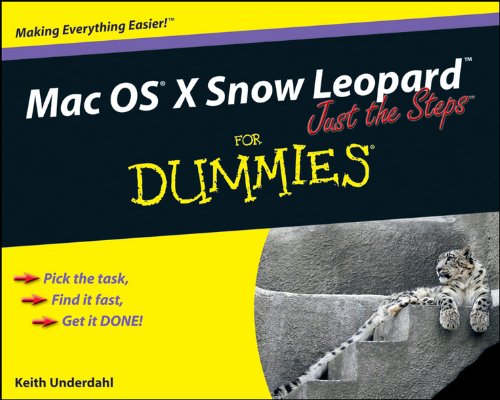 Making Everything Easier!™
Mac OS® X Snow Leopard™
Just the Steps™
FOR
DUMMIES®
Pick the task,
Find it fast,
Get it DONE!
Keith Underdahl